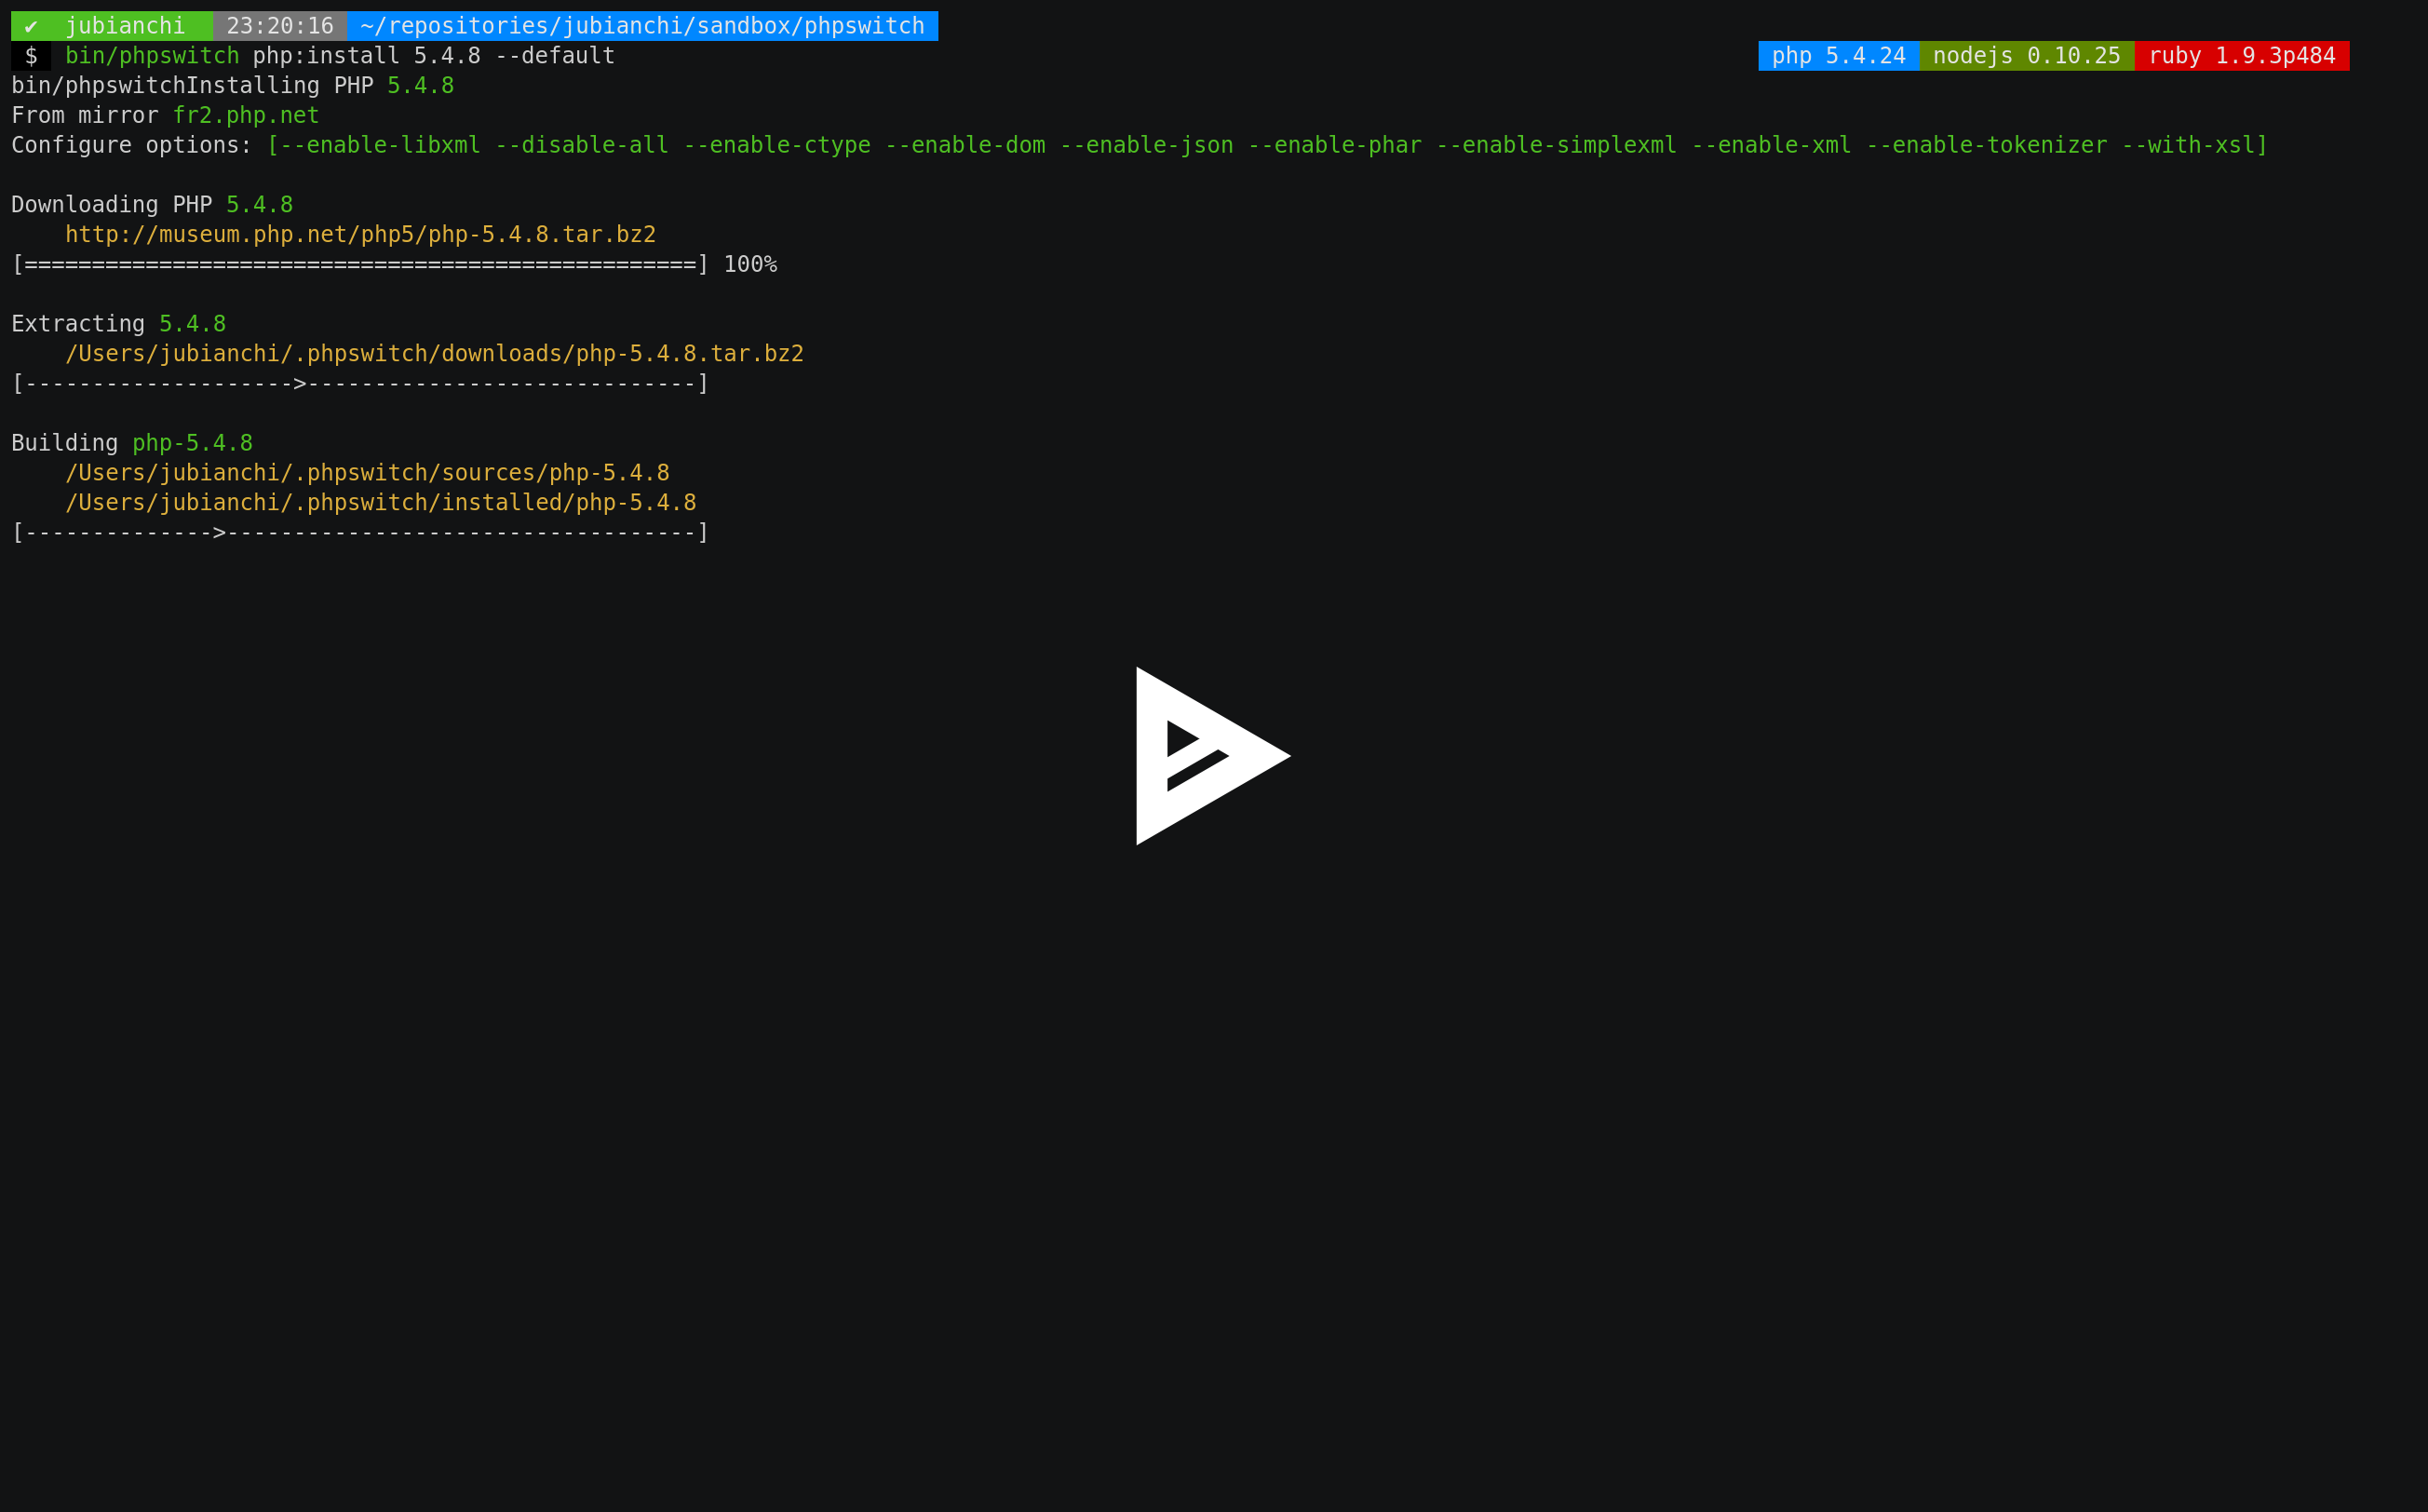 ✔ jubianchi 23:20:16 ~/repositories/jubianchi/sandbox/phpswitch
$ bin/phpswitch php:install 5.4.8 --default php 5.4.24 nodejs 0.10.25 ruby 1.9.3p484
bin/phpswitchInstalling PHP 5.4.8
From mirror fr2.php.net
Configure options: [--enable-libxml --disable-all --enable-ctype --enable-dom --enable-json --enable-phar --enable-simplexml --enable-xml --enable-tokenizer --with-xsl]
Downloading PHP 5.4.8
http://museum.php.net/php5/php-5.4.8.tar.bz2
[==================================================] 100%
Extracting 5.4.8
/Users/jubianchi/.phpswitch/downloads/php-5.4.8.tar.bz2
[-------------------->-----------------------------]
Building php-5.4.8
/Users/jubianchi/.phpswitch/sources/php-5.4.8
/Users/jubianchi/.phpswitch/installed/php-5.4.8
[-------------->-----------------------------------]